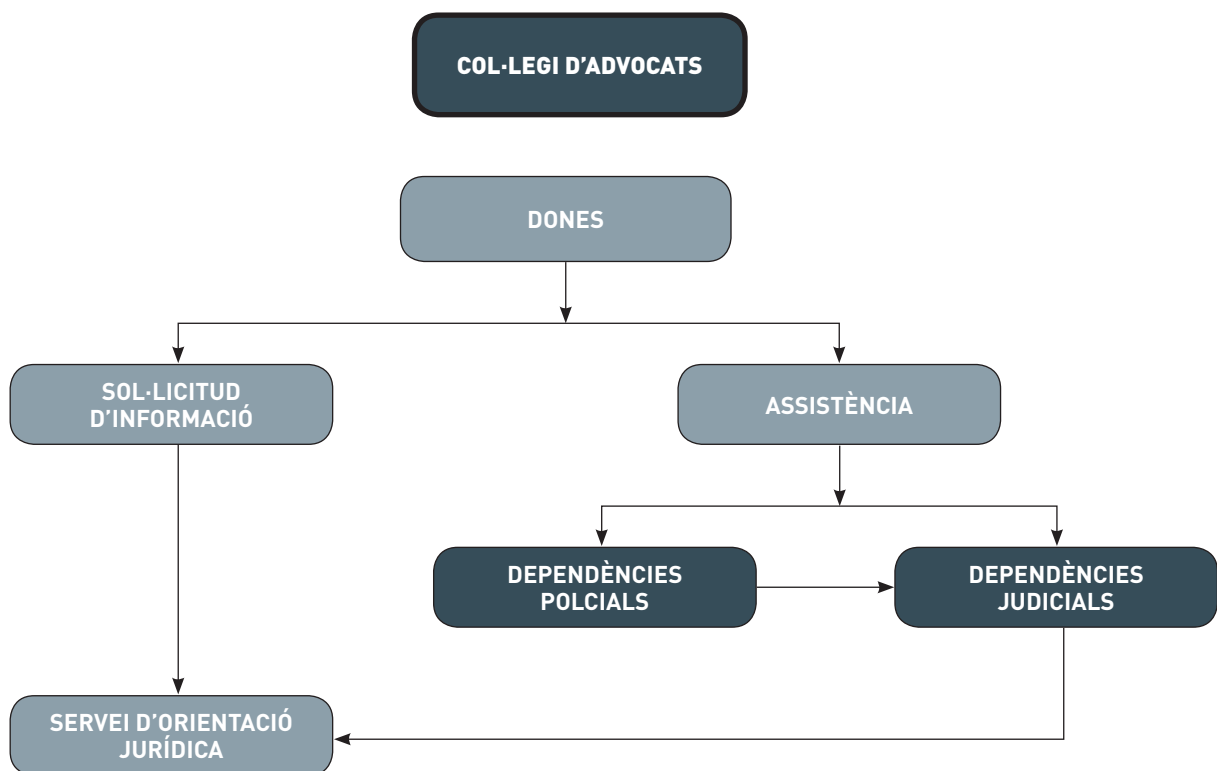 COL·LEGI D’ADVOCATS
DONES
SOL·LICITUD
D’INFORMACIÓ
ASSISTÈNCIA
DEPENDÈNCIES
POLCIALS
DEPENDÈNCIES
JUDICIALS
SERVEI D’ORIENTACIÓ
JURÍDICA